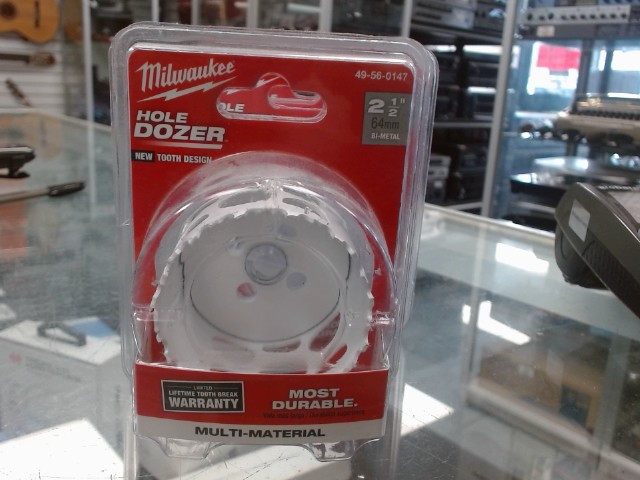 Milwaukee
49-56-0147
OLE
HOLE
DOZER
NEW TOOTH DESIGN
2 1/2"
64mm
BI-METAL
LIMITED
LIFETIME TOOTH BREAK
WARRANTY
MOST
DURABLE.
MULTI-MATERIAL